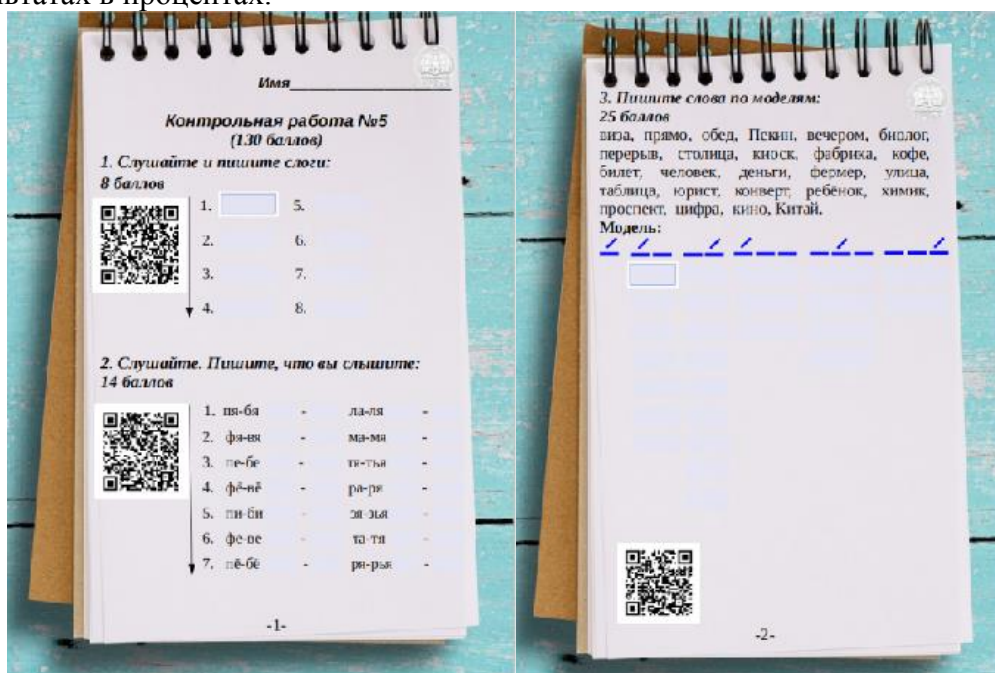 льтатах в процентах.
Имя
Контрольная работа №5
(130 баллов)
1. Слушайте и пишите слоги:
8 баллов
1. 5.
2. 6.
3. 7.
4. 8.
2. Слушайте. Пишите, что вы слышите:
14 баллов
1. пя-бя - ла-ля -
2. фя-вя - ма-мя -
3. пе-бе - тя-тья -
4. фё-вё - ра-ря -
5. пи-би - зя-зья -
6. фе-ве - та-тя -
7. пё-бё - ря-рья -
-1-
3. Пишите слова по моделям:
25 баллов
виза, прямо, обед, Пекин, вечером, биолог,
перерыв, столица, киоск, фабрика, кофе,
билет, человек, деньги, фермер, улица,
таблица, юрист, конверт, ребёнок, химик,
проспект, цифра, кино, Китай.
Модель:
-2-